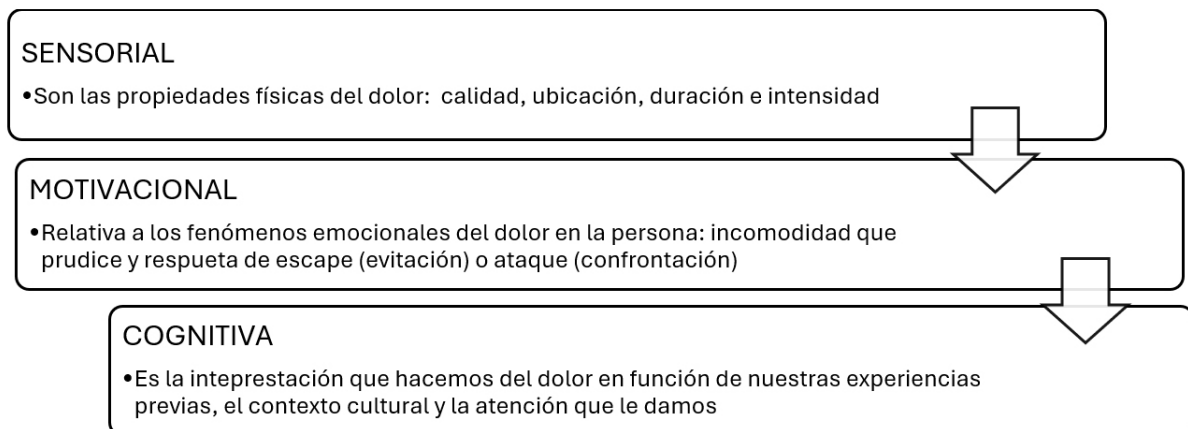 SENSORIAL
•Son las propiedades físicas del dolor: calidad, ubicación, duración e intensidad
MOTIVACIONAL
•Relativa a los fenómenos emocionales del dolor en la persona: incomodidad que
prudice y respueta de escape (evitación) o ataque (confrontación)
COGNITIVA
•Es la inteprestación que hacemos del dolor en función de nuestras experiencias
previas, el contexto cultural y la atención que le damos